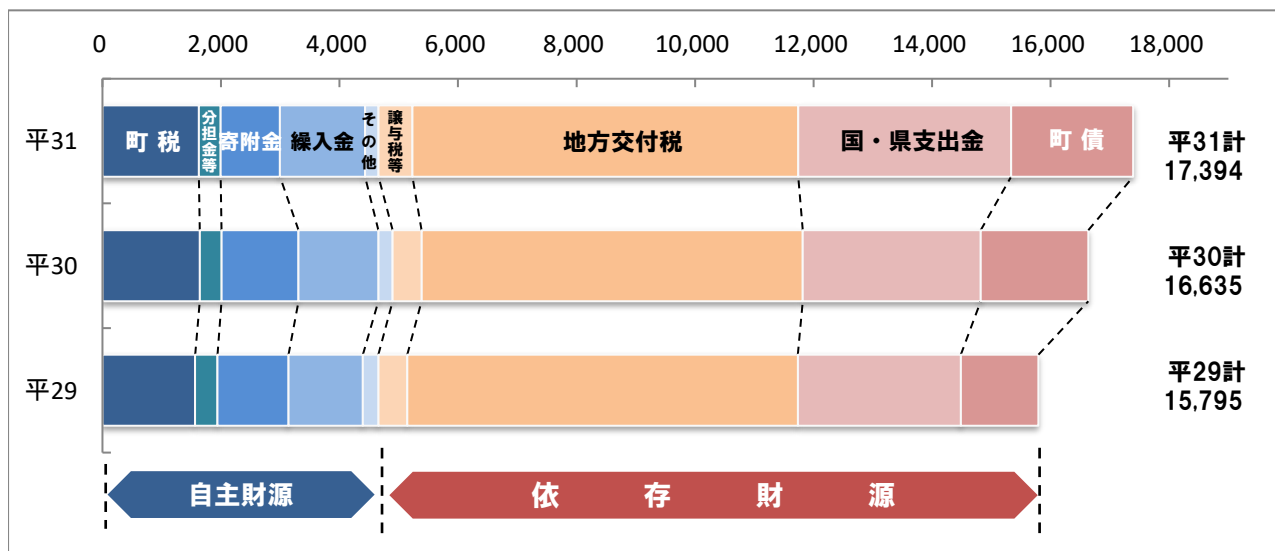 0 2,000 4,000 6,000 8,000 10,000 12,000 14,000 16,000 18,000
平31
町 税
分担金等
寄附金
繰入金
その他
譲与税等
地方交付税
国・県支出金
町 債
平31計
17,394
平30
平30計
16,635
平29
平29計
15,795
自主財源
依 存 財 源